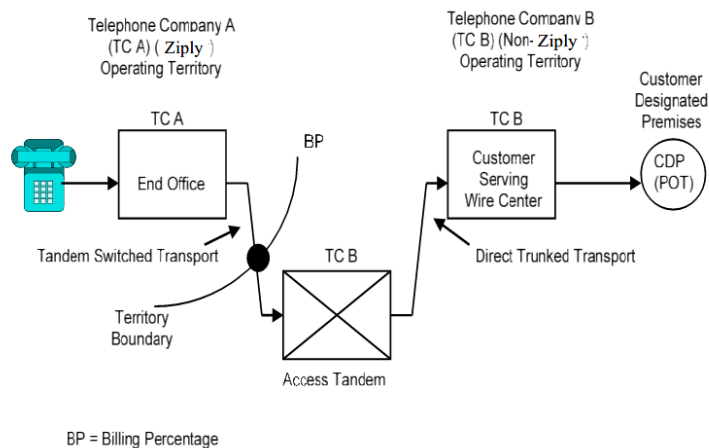 Telephone Company A
(TC A) ( Ziply )
Operating Territory
Telephone Company B
(TC B) (Non- Ziply )
Operating Territory
Customer
Designated
Premises
TC A
End Office
BP
TC B
Customer
Serving
Wire Center
CDP
(POT)
Tandem Switched Transport
TC B
Direct Trunked Transport
Territory
Boundary
Access Tandem
BP = Billing Percentage